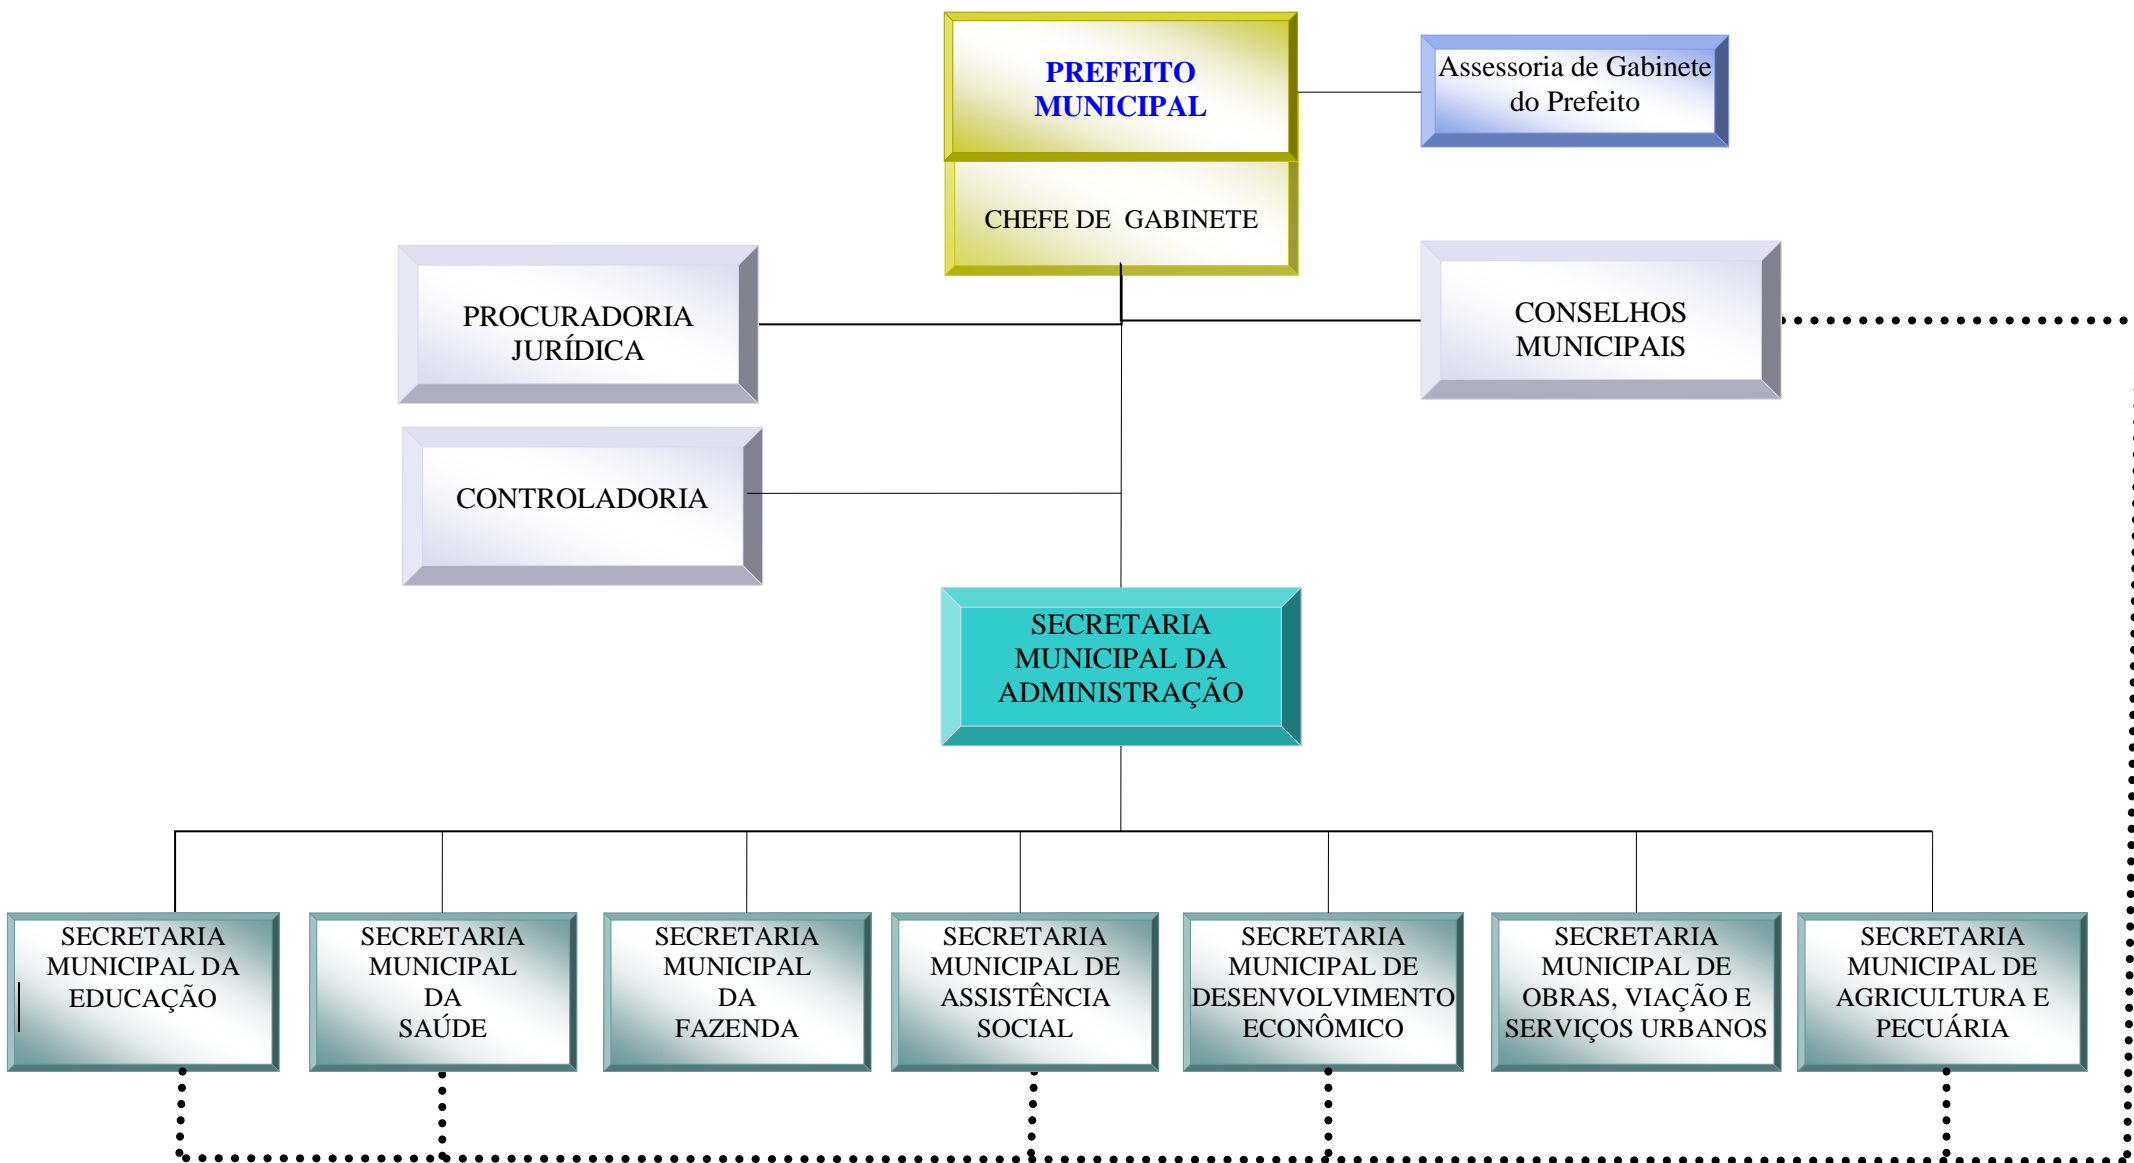 PREFEITO
MUNICIPAL
Assessoria de Gabinete
do Prefeito
CHEFE DE  GABINETE
PROCURADORIA
JURÍDICA
CONSELHOS
MUNICIPAIS
CONTROLADORIA
SECRETARIA
MUNICIPAL DA
ADMINISTRAÇÃO
SECRETARIA
MUNICIPAL DA
EDUCAÇÃO
SECRETARIA
MUNICIPAL
DA
SAÚDE
SECRETARIA
MUNICIPAL
DA
FAZENDA
SECRETARIA
MUNICIPAL DE
ASSISTÊNCIA
SOCIAL
SECRETARIA
MUNICIPAL DE
DESENVOLVIMENTO
ECONÔMICO
SECRETARIA
MUNICIPAL DE
OBRAS, VIAÇÃO E
SERVIÇOS URBANOS
SECRETARIA
MUNICIPAL DE
AGRICULTURA E
PECUÁRIA